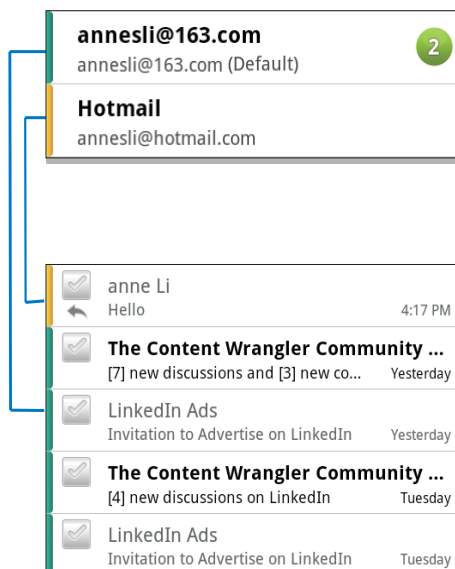 annesli@163.com
annesli@163.com (Default)
2
Hotmail
annesli@hotmail.com
anne Li
Hello 4:17 PM
The Content Wrangler Community ...
[7] new discussions and [3] new co... Yesterday
LinkedIn Ads
Invitation to Advertise on LinkedIn Yesterday
The Content Wrangler Community ...
[4] new discussions on LinkedIn Tuesday
LinkedIn Ads
Invitation to Advertise on LinkedIn Tuesday